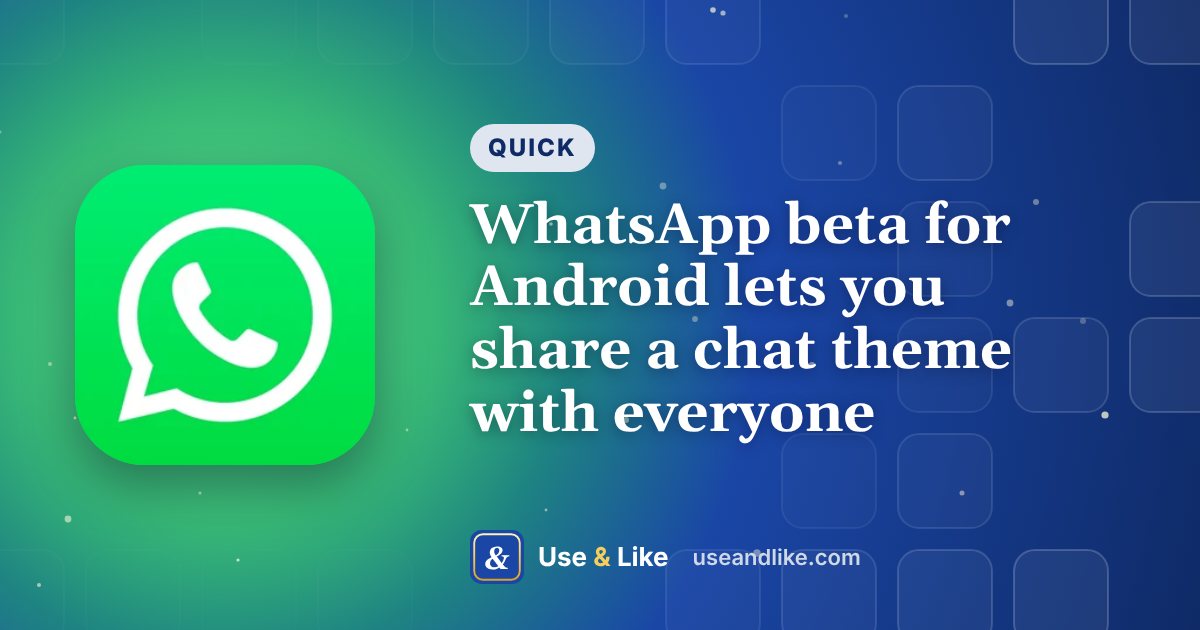 QUICK
WhatsApp beta for
Android lets you
share a chat theme
with everyone
& Use & Like useandlike.com